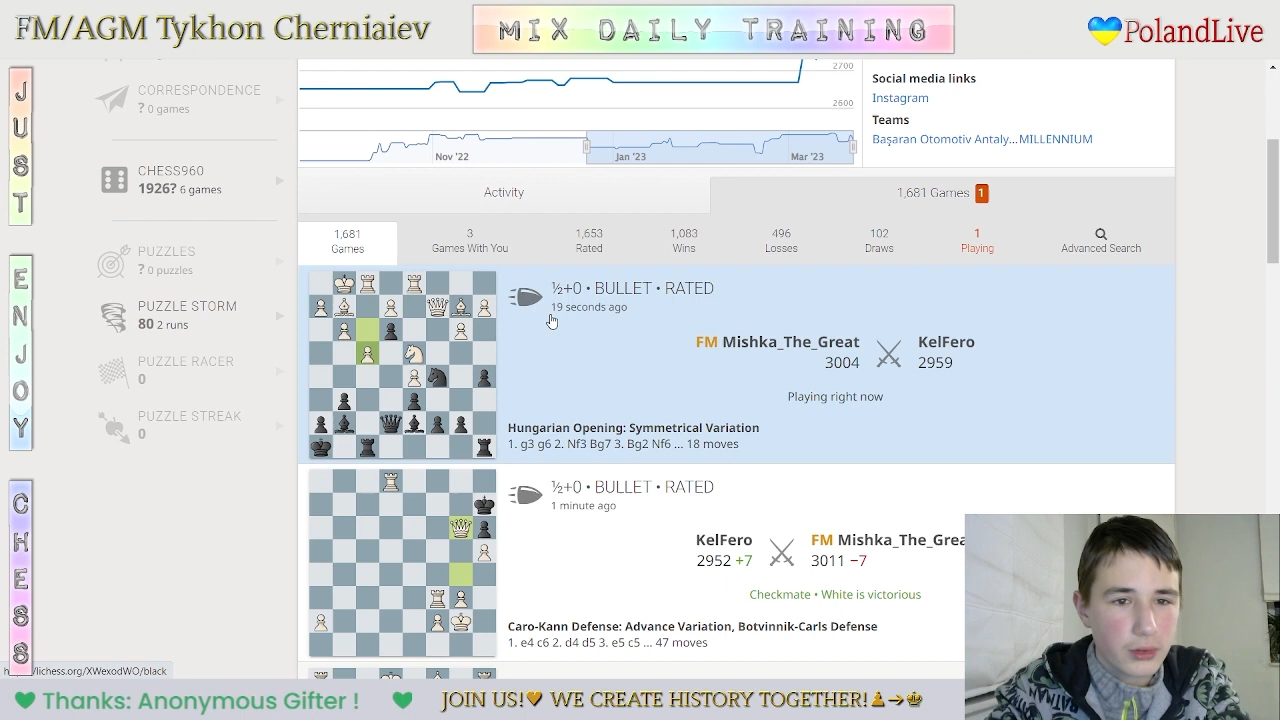 FM/AGM Tykhon Cherniaiev
MIX DAILY TRAINING
PolandLive
JUST
ENJOY
CHESS
CORRESPONDENCE
? 0 games
CHESS960
1926? 6 games
PUZZLES
? 0 puzzles
PUZZLE STORM
80 2 runs
PUZZLE RACER
0
PUZZLE STREAK
0
2700
2600
Nov '22
Jan '23
Mar '23
Social media links
Instagram
Teams
Başaran Otomotiv Antaly...MILLENNIUM
Activity
1,681 Games 1
1,681
Games
3
Games With You
1,653
Rated
1,083
Wins
496
Losses
102
Draws
1
Playing
Advanced Search
½+0 • BULLET • RATED
19 seconds ago
FM Mishka_The_Great
3004
KelFero
2959
Playing right now
Hungarian Opening: Symmetrical Variation
1. g3 g6 2. Nf3 Bg7 3. Bg2 Nf6 ... 18 moves
½+0 • BULLET • RATED
1 minute ago
KelFero
2952 +7
FM Mishka_The_Grea
3011 −7
Checkmate • White is victorious
Caro-Kann Defense: Advance Variation, Botvinnik-Carls Defense
1. e4 c6 2. d4 d5 3. e5 c5 ... 47 moves
/lichess.org/XWexodWO/black
Thanks: Anonymous Gifter !
JOIN US! WE CREATE HISTORY TOGETHER!